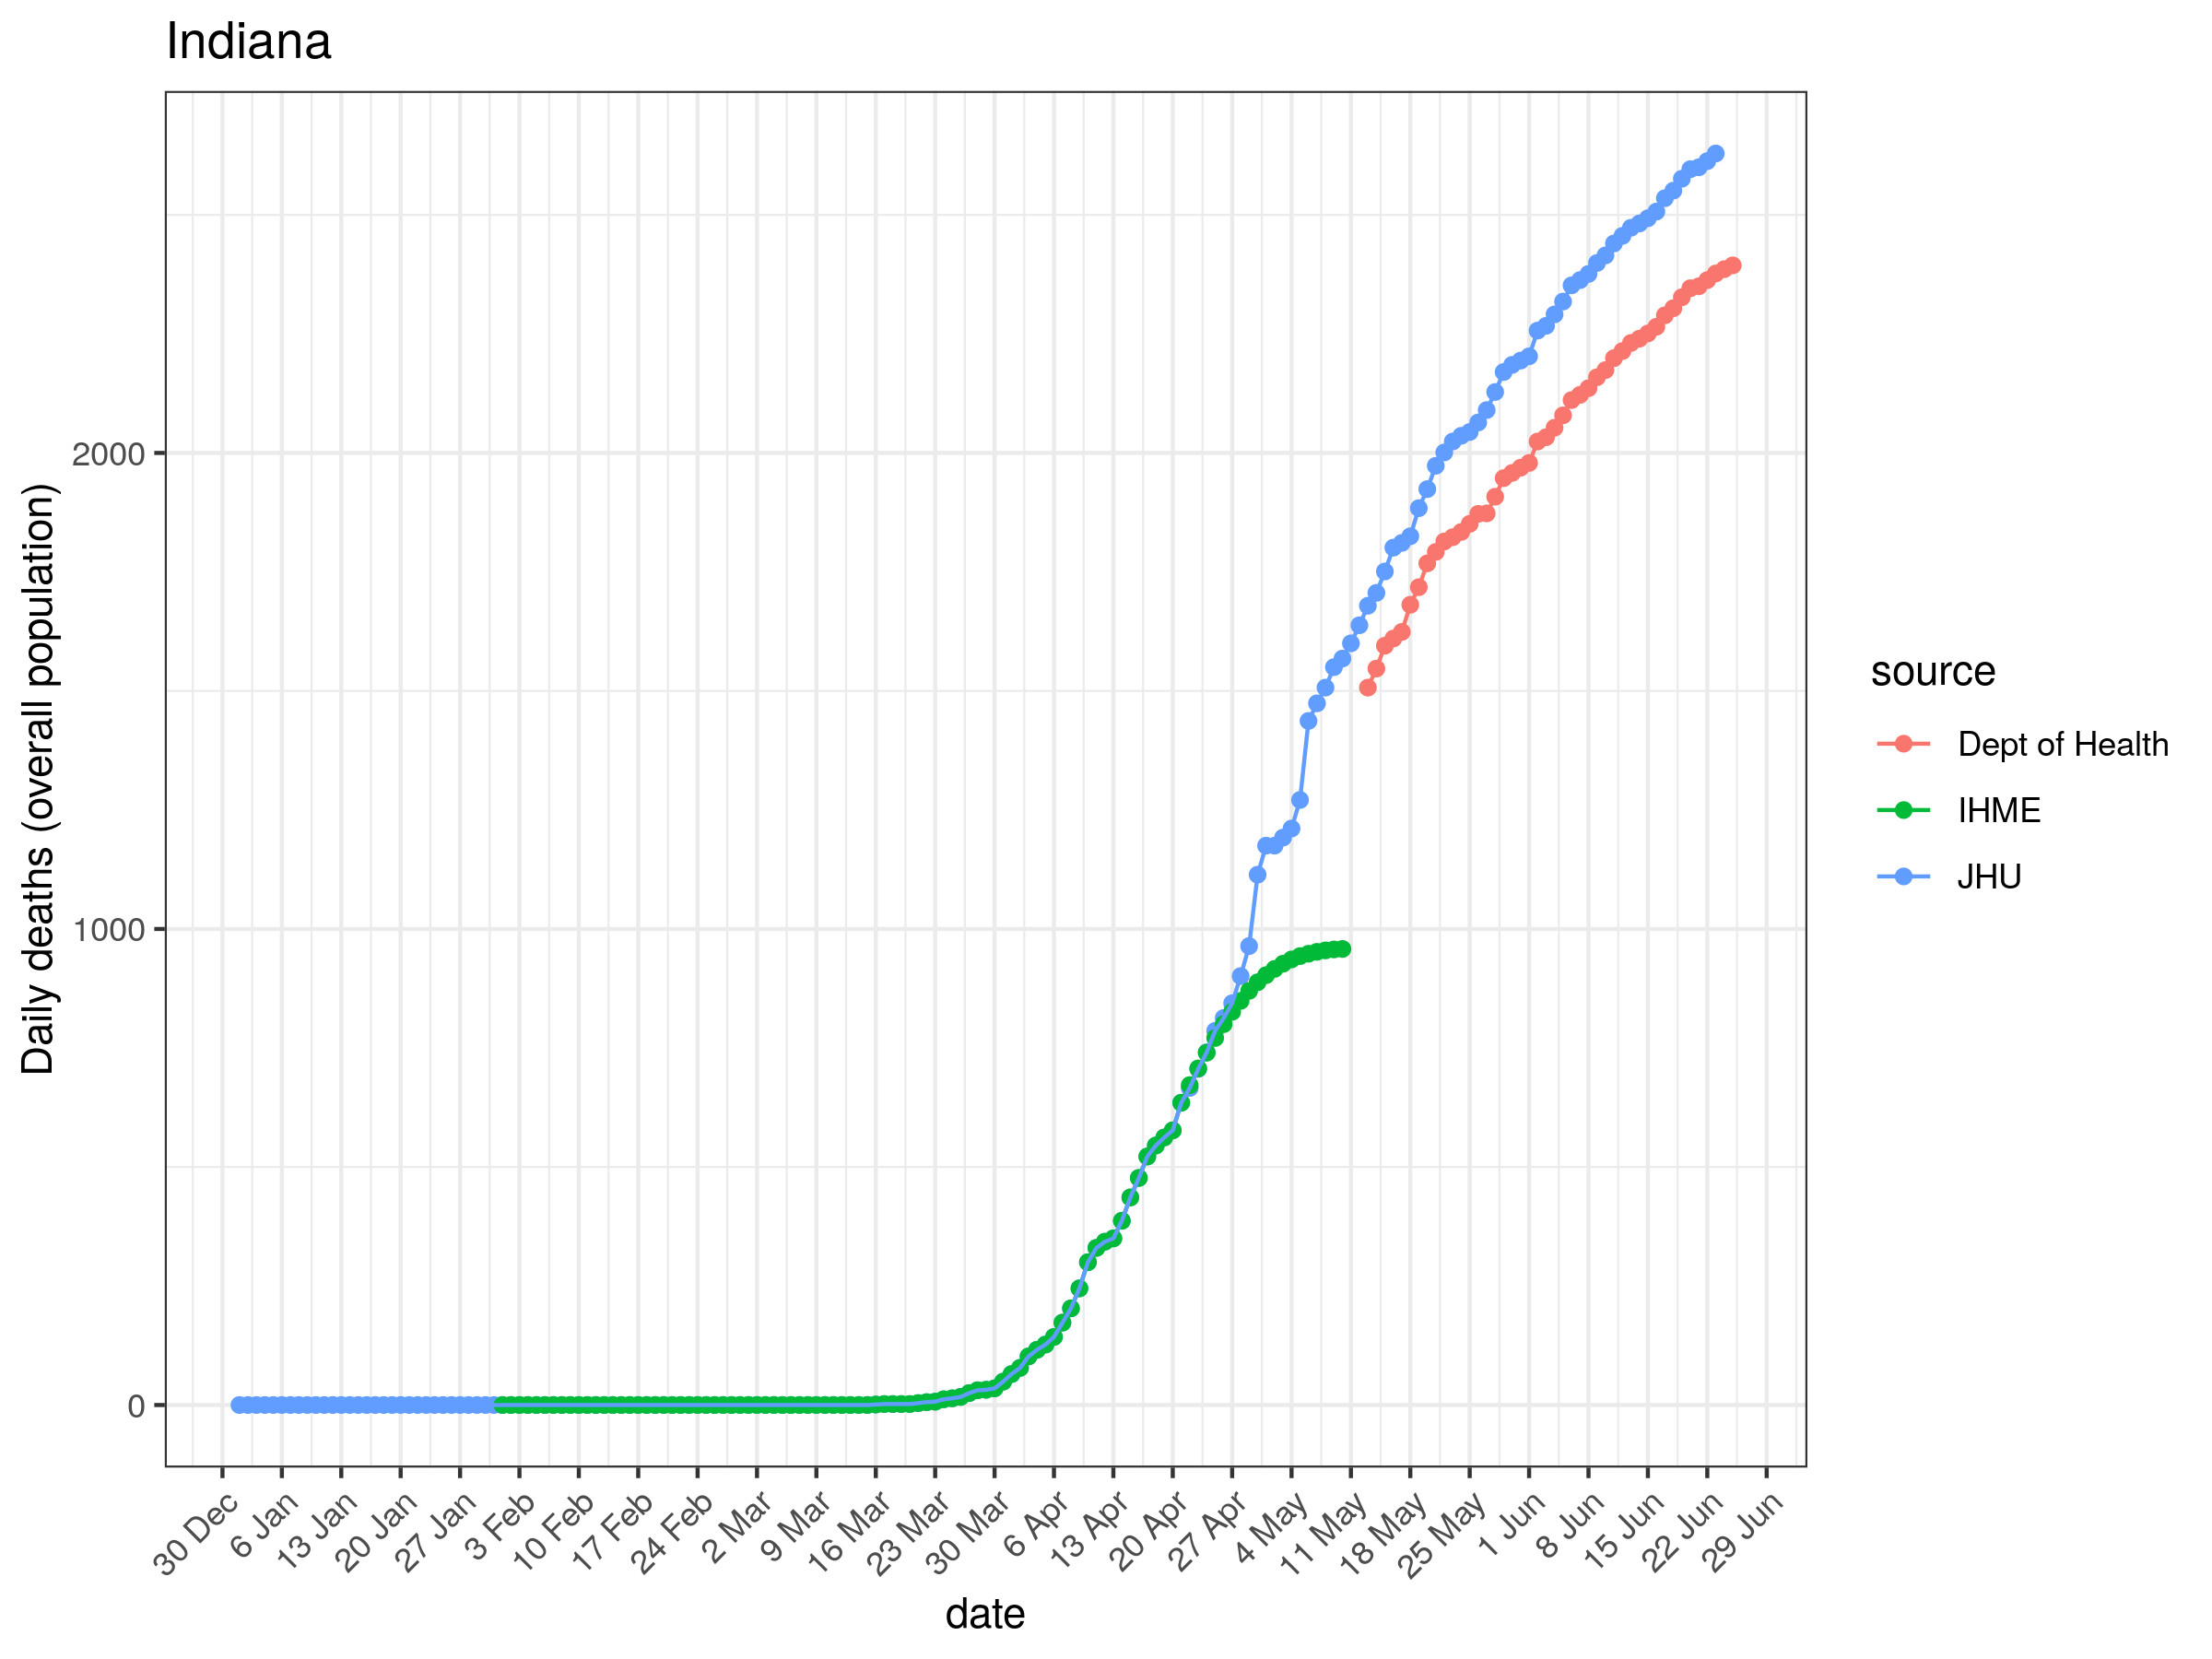 Indiana
Daily deaths (overall population)
2000
1000
0
30 Dec
6 Jan
13 Jan
20 Jan
27 Jan
3 Feb
10 Feb
17 Feb
24 Feb
2 Mar
9 Mar
16 Mar
23 Mar
30 Mar
6 Apr
13 Apr
20 Apr
27 Apr
4 May
11 May
18 May
25 May
1 Jun
8 Jun
15 Jun
22 Jun
29 Jun
date
source
Dept of Health
IHME
JHU